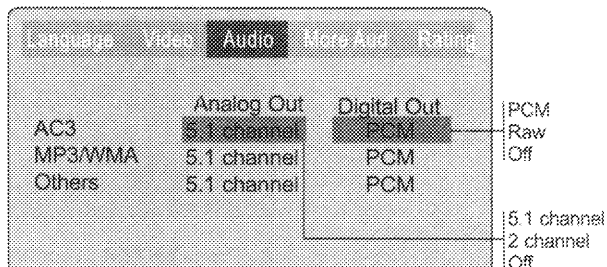 Language Video Audio More Aud Rating
Analog Out Digital Out
AC3 5.1 channel PCM
MP3/WMA 5.1 channel PCM
Others 5.1 channel PCM
PCM
Raw
Off
5.1 channel
2 channel
Off